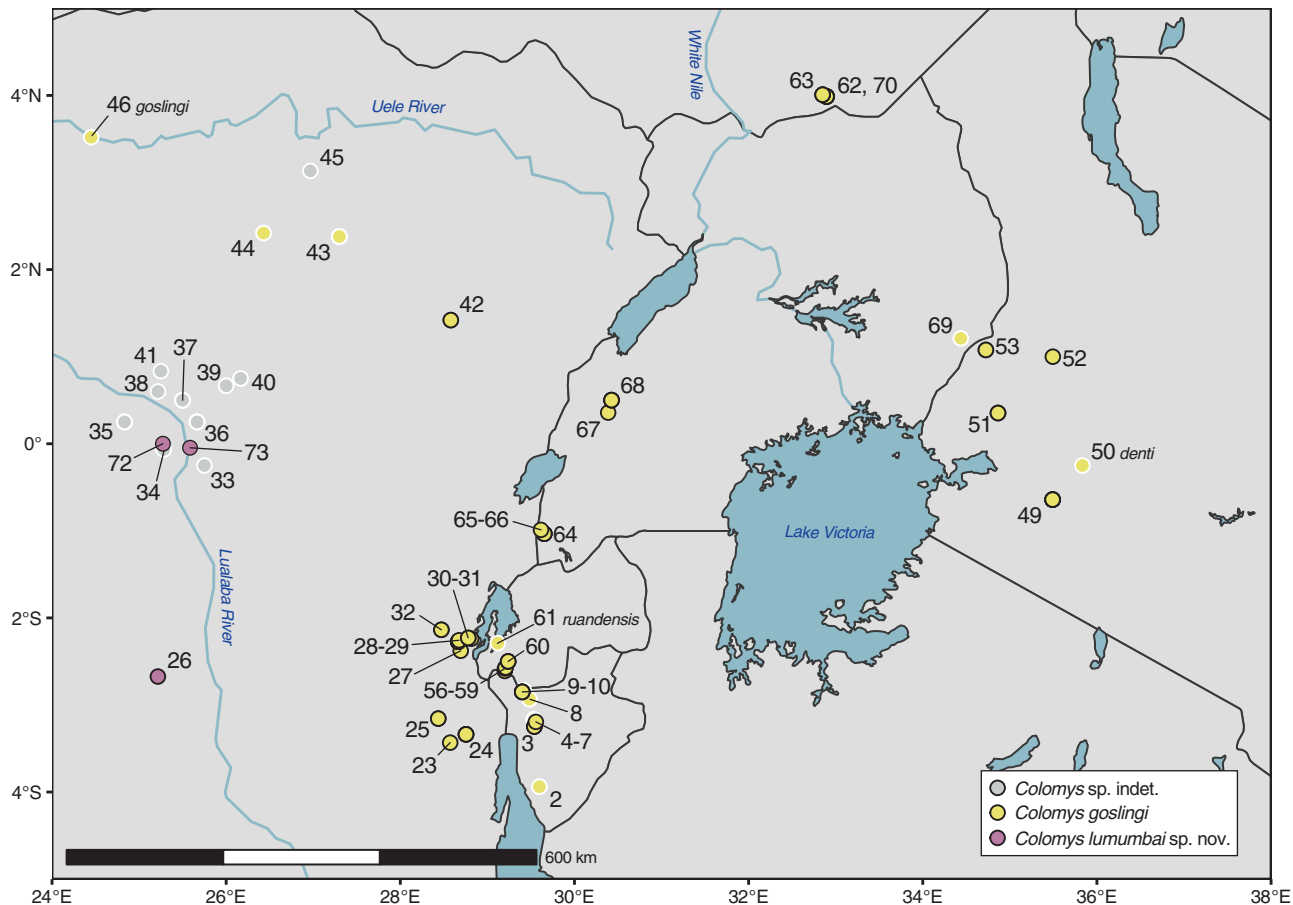 4°N
2°N
0°
2°S
4°S
24°E
26°E
28°E
30°E
32°E
34°E
36°E
38°E
White Nile
Uele River
Lualaba River
Lake Victoria
63
62, 70
46 goslingi
45
44
43
42
69
53
52
37
41
39
40
38
68
35
36
67
51
72
73
34
33
50 denti
49
65-66
64
30-31
32
61 ruandensis
28-29
60
27
26
56-59
9-10
8
25
3
4-7
23
24
2
Colomys sp. indet.
Colomys goslingi
Colomys lumumbai sp. nov.
600 km